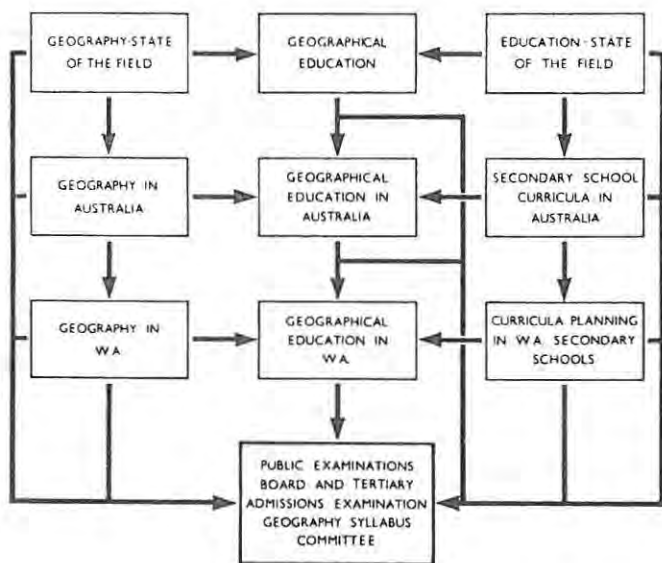 GEOGRAPHY-STATE
OF THE FIELD
GEOGRAPHICAL
EDUCATION
EDUCATION-STATE
OF THE FIELD
GEOGRAPHY IN
AUSTRALIA
GEOGRAPHICAL
EDUCATION IN
AUSTRALIA
SECONDARY SCHOOL
CURRICULA IN
AUSTRALIA
GEOGRAPHY IN
W.A.
GEOGRAPHICAL
EDUCATION IN
W.A.
CURRICULA PLANNING
IN W.A. SECONDARY
SCHOOLS
PUBLIC EXAMINATIONS
BOARD AND TERTIARY
ADMISSIONS EXAMINATION
GEOGRAPHY SYLLABUS
COMMITTEE